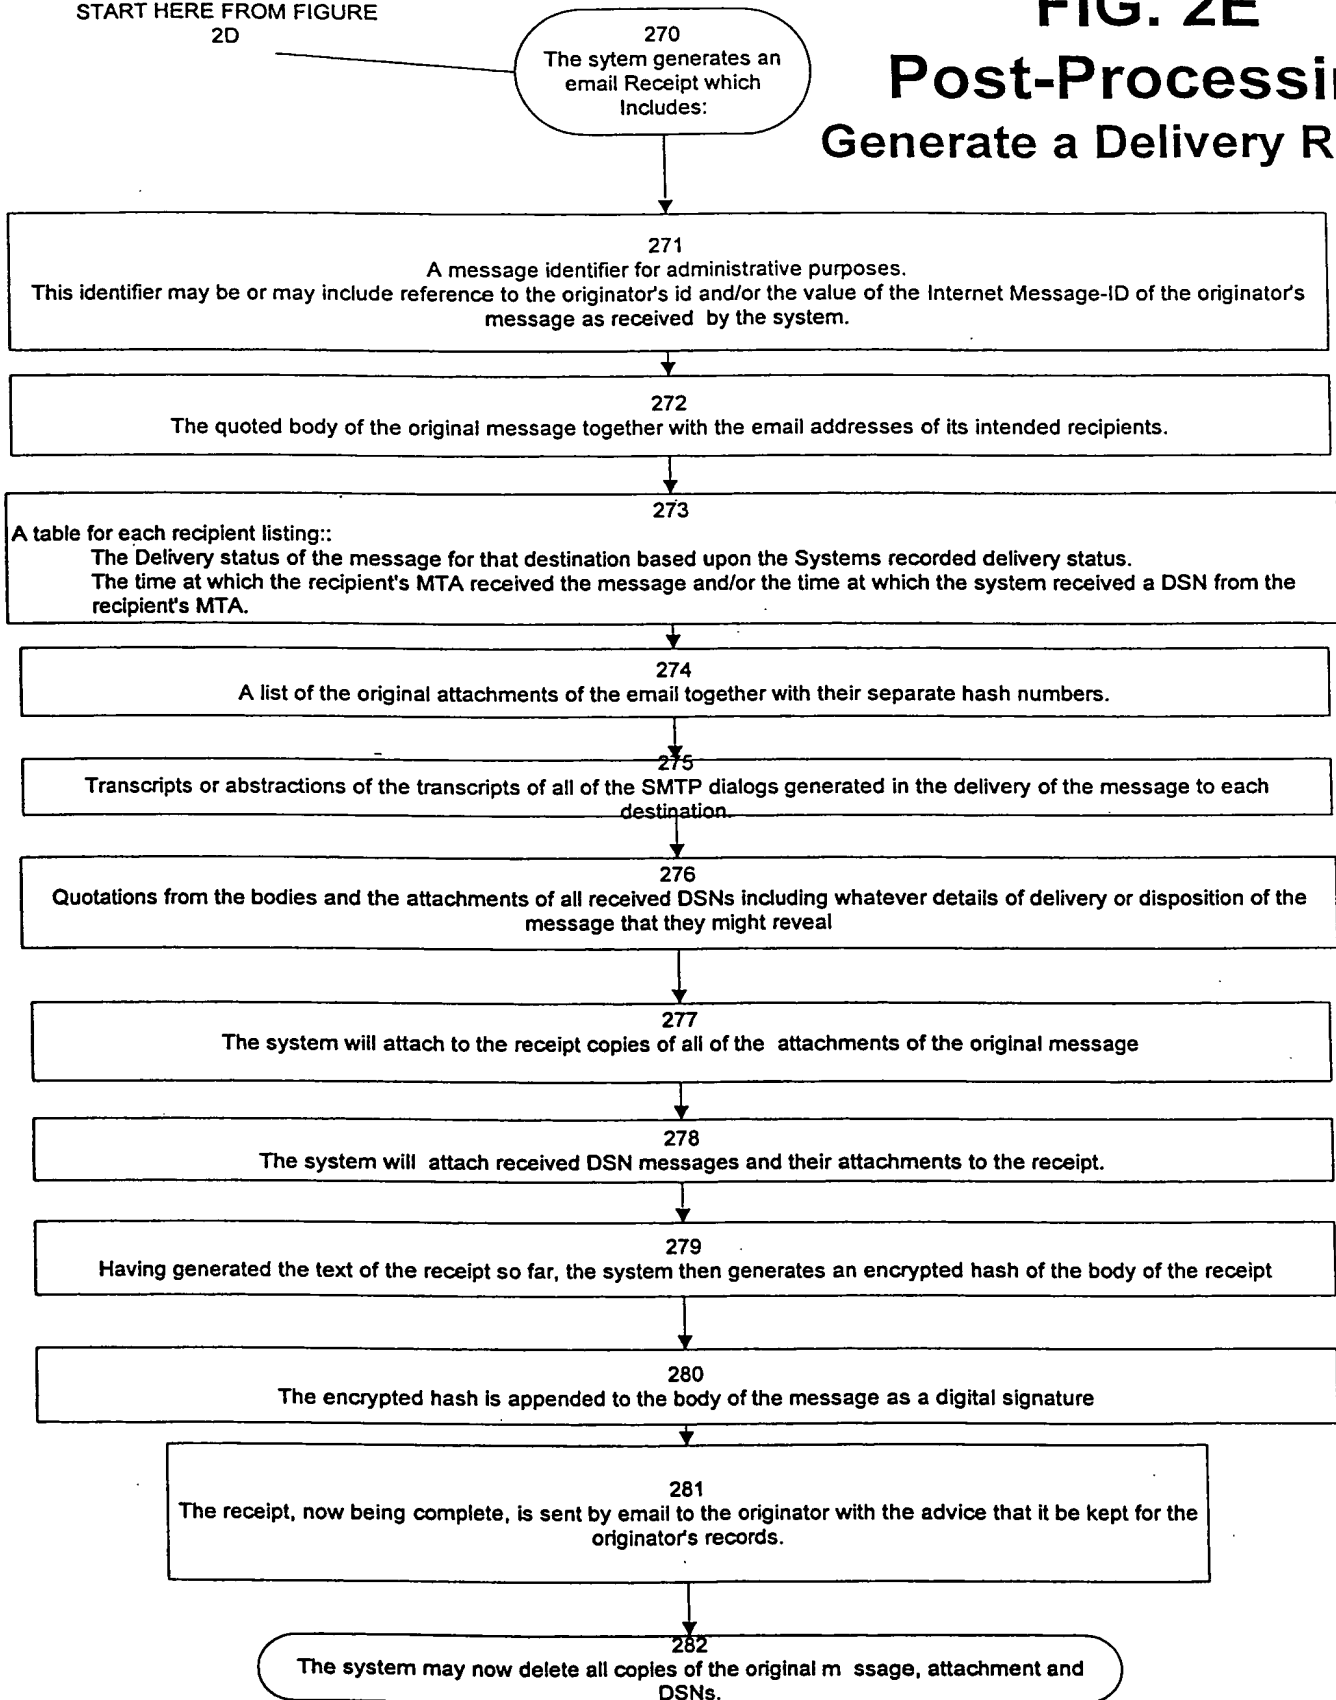 START HERE FROM FIGURE
2D
FIG. 2E
Post-Processin
Generate a Delivery R
270
The sytem generates an
email Receipt which
Includes:
271
A message identifier for administrative purposes.
This identifier may be or may include reference to the originator's id and/or the value of the Internet Message-ID of the originator's
message as received by the system.
272
The quoted body of the original message together with the email addresses of its intended recipients.
273
A table for each recipient listing::
The Delivery status of the message for that destination based upon the Systems recorded delivery status.
The time at which the recipient's MTA received the message and/or the time at which the system received a DSN from the
recipient's MTA.
274
A list of the original attachments of the email together with their separate hash numbers.
275
Transcripts or abstractions of the transcripts of all of the SMTP dialogs generated in the delivery of the message to each
destination.
276
Quotations from the bodies and the attachments of all received DSNs including whatever details of delivery or disposition of the
message that they might reveal
277
The system will attach to the receipt copies of all of the attachments of the original message
278
The system will attach received DSN messages and their attachments to the receipt.
279
Having generated the text of the receipt so far, the system then generates an encrypted hash of the body of the receipt
280
The encrypted hash is appended to the body of the message as a digital signature
281
The receipt, now being complete, is sent by email to the originator with the advice that it be kept for the
originator's records.
282
The system may now delete all copies of the original m ssage, attachment and
DSNs.